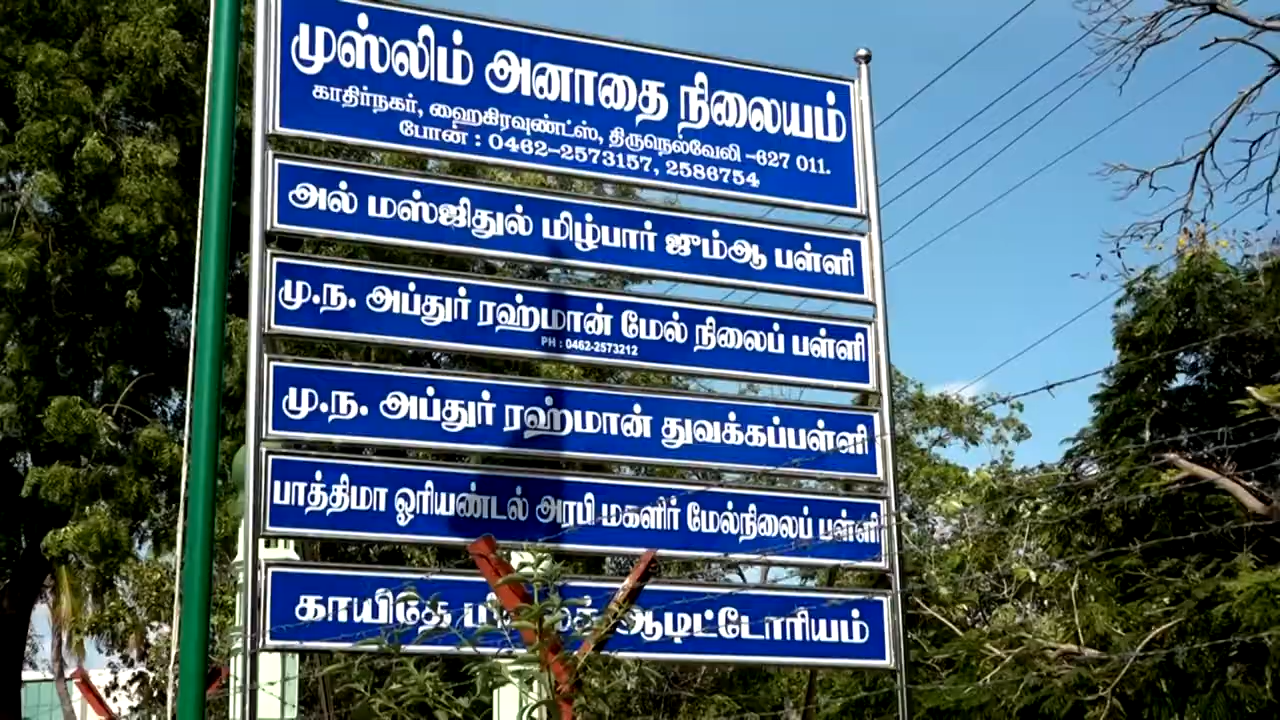 முஸ்லிம் அனாதை நிலையம்
காதிர்நகர், ஹைகிரவுண்ட்ஸ், திருநெல்வேலி -627 011.
போன் : 0462-2573157, 2586754
அல் மஸ்ஜிதுல் மிழ்பார் ஜும்ஆ பள்ளி
மு.ந. அப்துர் ரஹ்மான் மேல் நிலைப் பள்ளி
PH : 0462-2573212
மு.ந. அப்துர் ரஹ்மான் துவக்கப்பள்ளி
பாத்திமா ஓரியண்டல் அரபி மகளிர் மேல்நிலைப் பள்ளி
காயிதே ஆடிட்டோரியம்